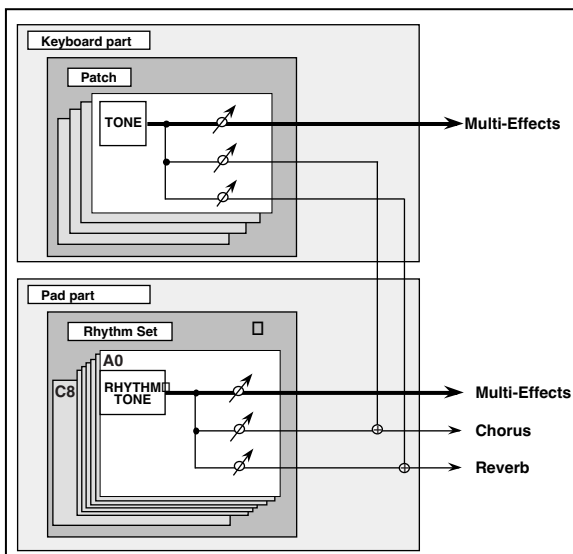 Keyboard part
Patch
TONE
Multi-Effects
Pad part
Rhythm Set
A0
C8
RHYTHM
TONE
Multi-Effects
Chorus
Reverb